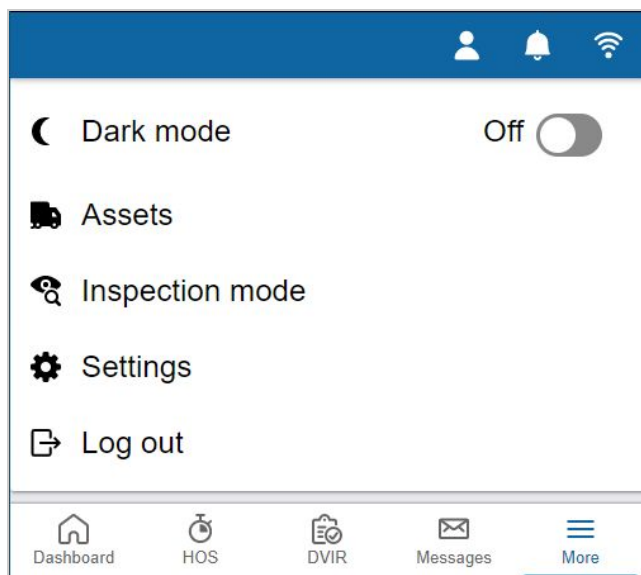 Dark mode Off
Assets
Inspection mode
Settings
Log out
Dashboard HOS DVIR Messages More